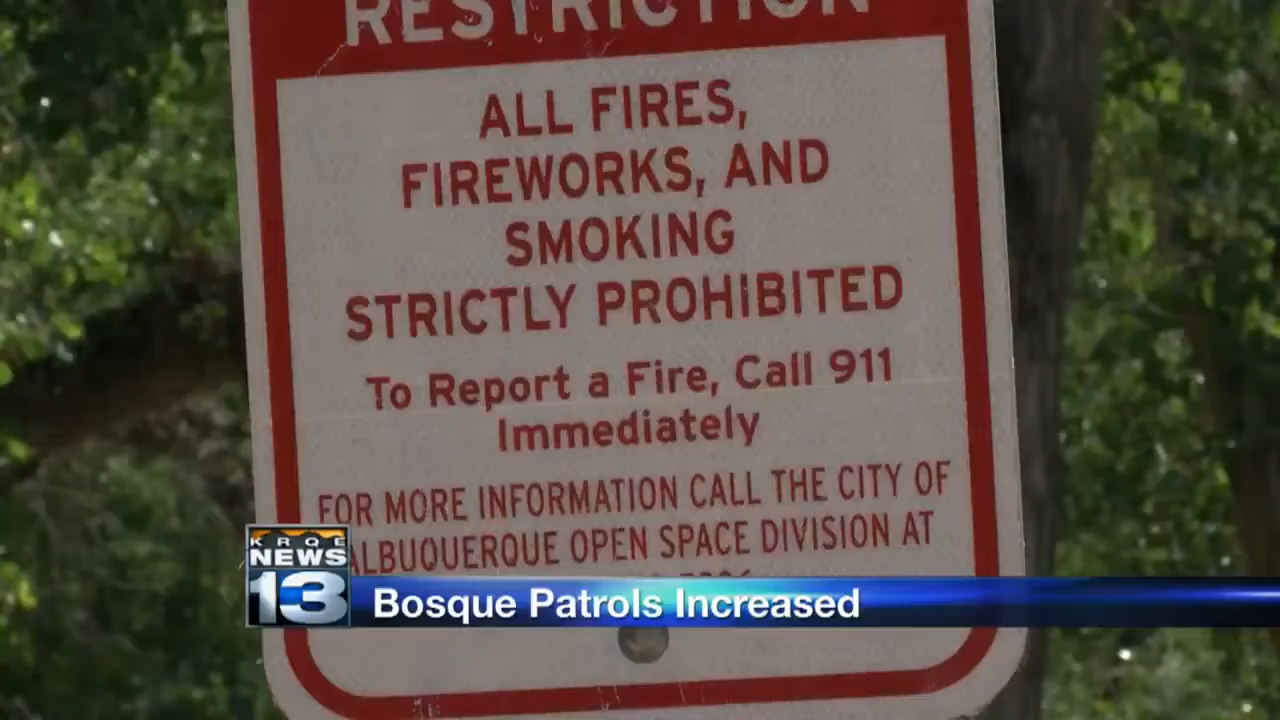 RESTRICTION
ALL FIRES,
FIREWORKS, AND
SMOKING
STRICTLY PROHIBITED
To Report a Fire, Call 911
Immediately
FOR MORE INFORMATION CALL THE CITY OF
ALBUQUERQUE OPEN SPACE DIVISION AT
KRQE
NEWS
13
Bosque Patrols Increased